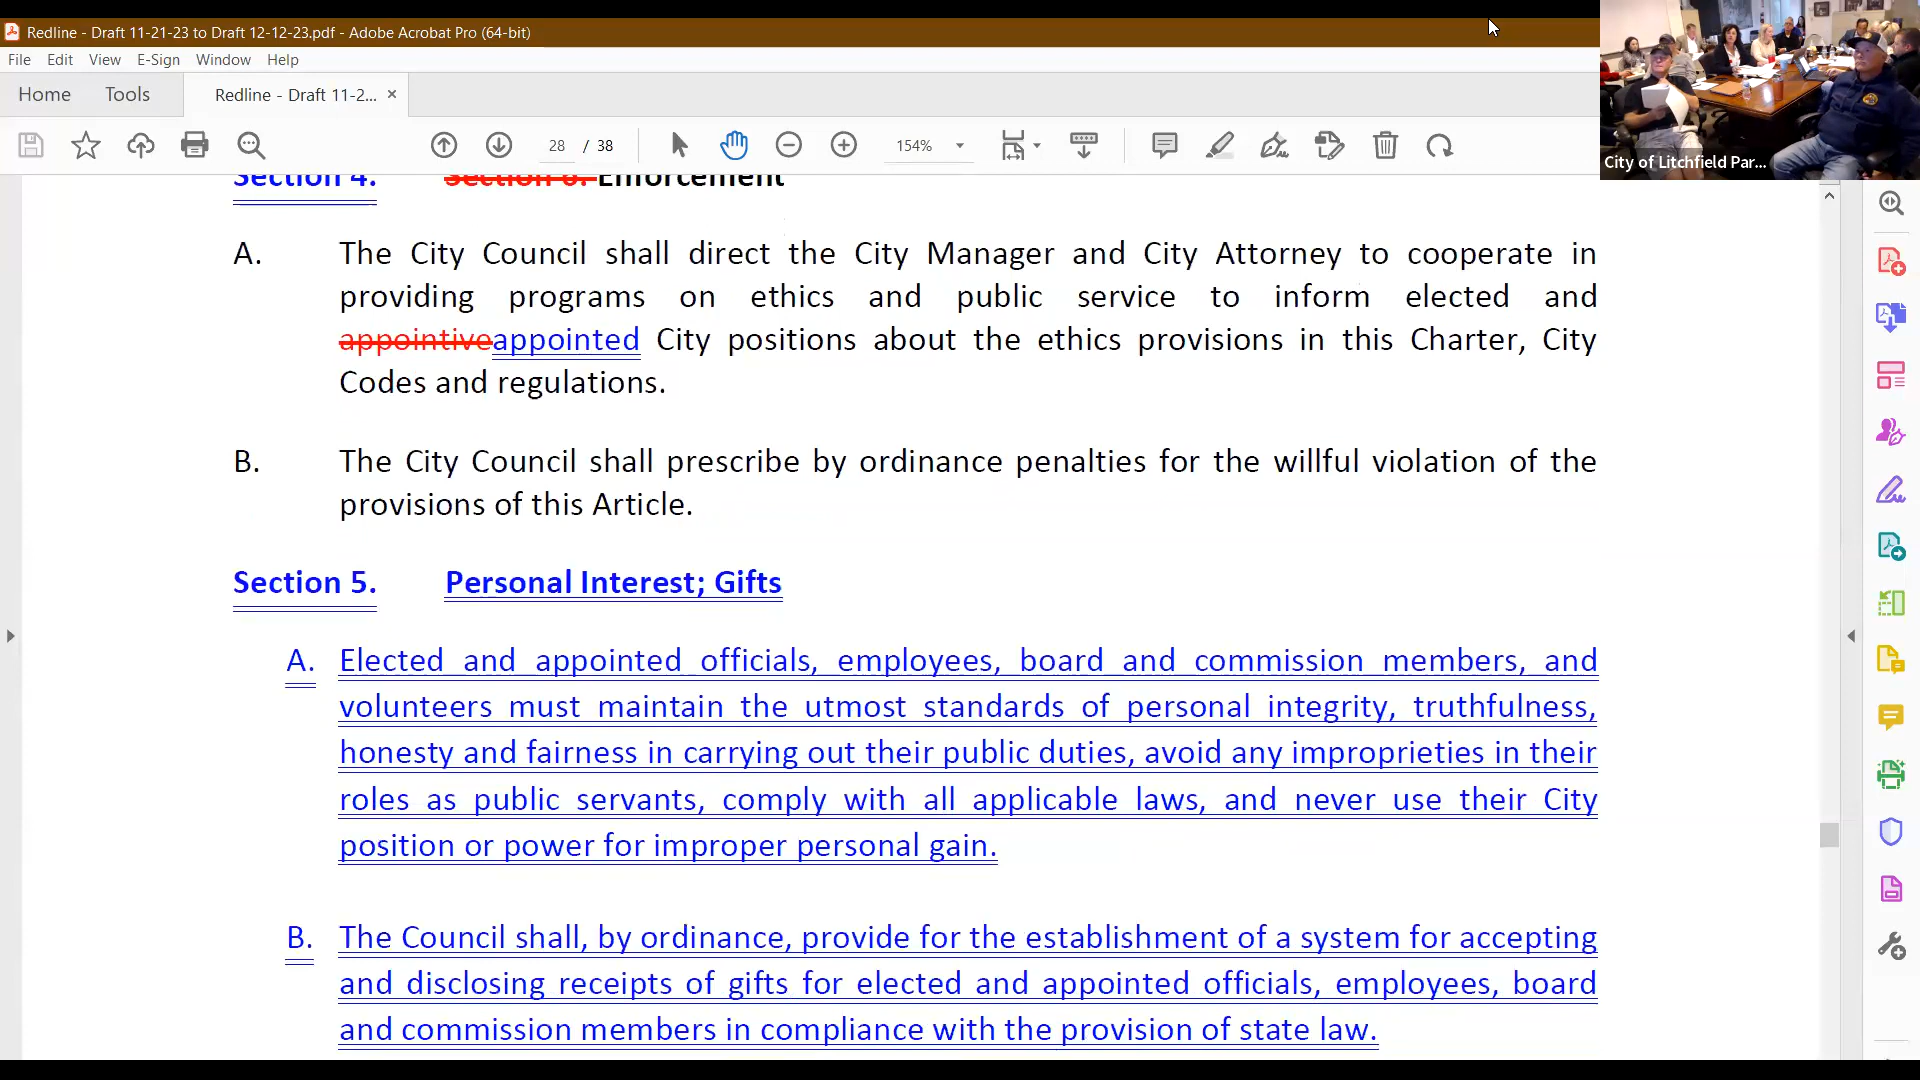 Redline - Draft 11-21-23 to Draft 12-12-23.pdf - Adobe Acrobat Pro (64-bit)
File Edit View E-Sign Window Help
Home Tools Redline - Draft 11-2... ×
28 / 38 154%
City of Litchfield Par...
Section 4. Section 6. Enforcement
A. The City Council shall direct the City Manager and City Attorney to cooperate in
providing programs on ethics and public service to inform elected and
appointiveappointed City positions about the ethics provisions in this Charter, City
Codes and regulations.
B. The City Council shall prescribe by ordinance penalties for the willful violation of the
provisions of this Article.
Section 5. Personal Interest; Gifts
A. Elected and appointed officials, employees, board and commission members, and
volunteers must maintain the utmost standards of personal integrity, truthfulness,
honesty and fairness in carrying out their public duties, avoid any improprieties in their
roles as public servants, comply with all applicable laws, and never use their City
position or power for improper personal gain.
B. The Council shall, by ordinance, provide for the establishment of a system for accepting
and disclosing receipts of gifts for elected and appointed officials, employees, board
and commission members in compliance with the provision of state law.